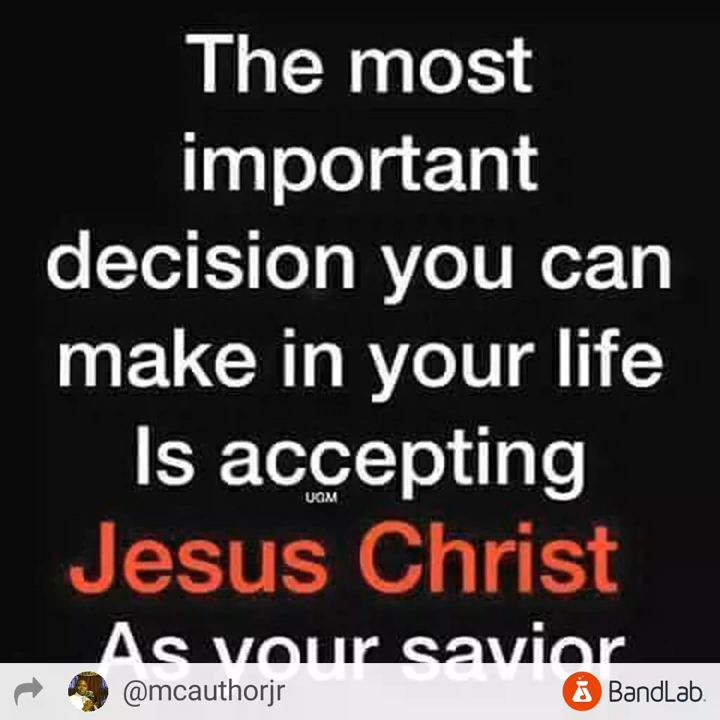 The most
important
decision you can
make in your life
Is accepting
UGM
Jesus Christ
As your savior
@mcauthorjr
BandLab.